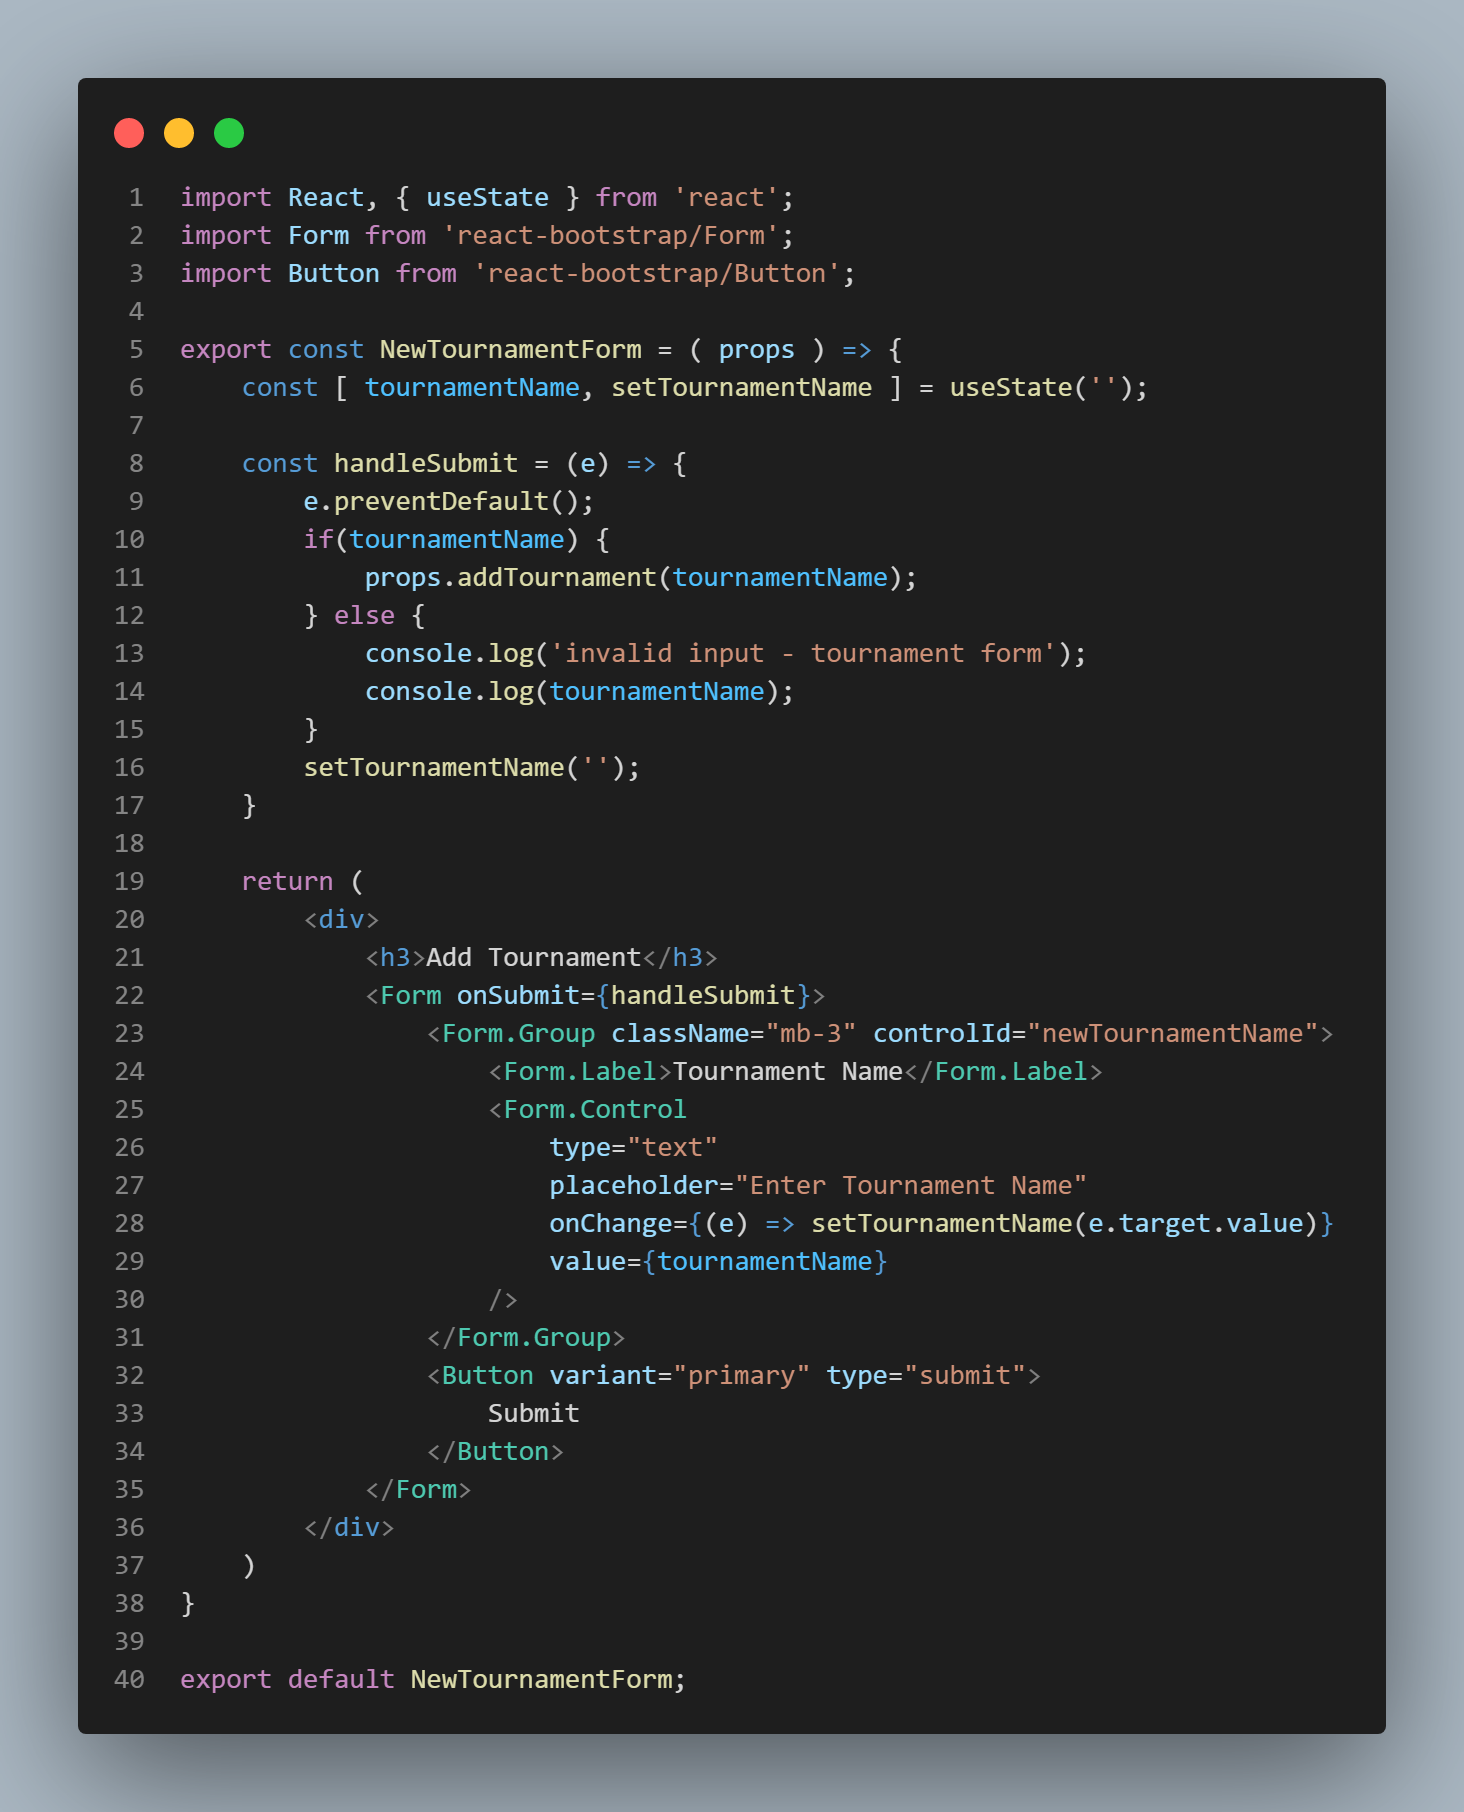 1 import React, { useState } from 'react';
2 import Form from 'react-bootstrap/Form';
3 import Button from 'react-bootstrap/Button';
4
5 export const NewTournamentForm = ( props ) => {
6     const [ tournamentName, setTournamentName ] = useState('');
7
8     const handleSubmit = (e) => {
9         e.preventDefault();
10         if(tournamentName) {
11             props.addTournament(tournamentName);
12         } else {
13             console.log('invalid input - tournament form');
14             console.log(tournamentName);
15         }
16         setTournamentName('');
17     }
18
19     return (
20         <div>
21             <h3>Add Tournament</h3>
22             <Form onSubmit={handleSubmit}>
23                 <Form.Group className="mb-3" controlId="newTournamentName">
24                     <Form.Label>Tournament Name</Form.Label>
25                     <Form.Control
26                         type="text"
27                         placeholder="Enter Tournament Name"
28                         onChange={(e) => setTournamentName(e.target.value)}
29                         value={tournamentName}
30                     />
31                 </Form.Group>
32                 <Button variant="primary" type="submit">
33                     Submit
34                 </Button>
35             </Form>
36         </div>
37     )
38 }
39
40 export default NewTournamentForm;